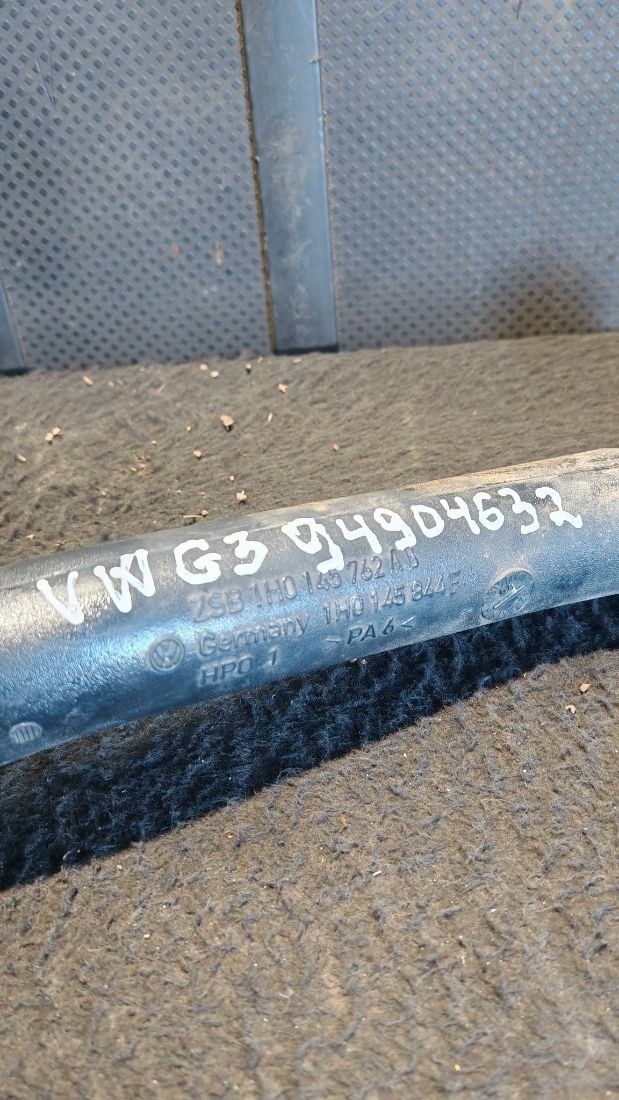 VW G3 94904632
ZSB 1H0 145 762 AB
Germany 1H0 145 844 F
HPO 1 >PA 6<